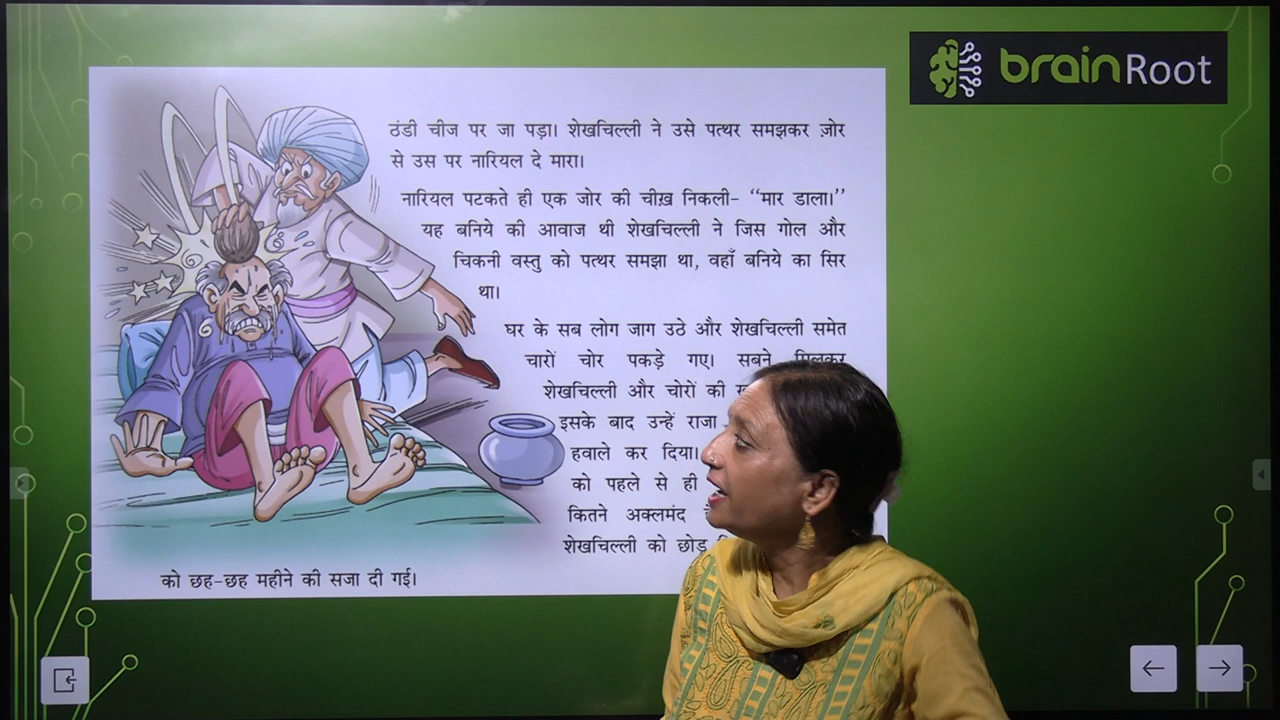 brainRoot
ठंडी चीज पर जा पड़ा। शेखचिल्ली ने उसे पत्थर समझकर ज़ोर
से उस पर नारियल दे मारा।
नारियल पटकते ही एक जोर की चीख़ निकली- ‘‘मार डाला।’’
यह बनिये की आवाज थी शेखचिल्ली ने जिस गोल और
चिकनी वस्तु को पत्थर समझा था, वहाँ बनिये का सिर
था।
घर के सब लोग जाग उठे और शेखचिल्ली समेत
चारों चोर पकड़े गए। सबने मिलकर
शेखचिल्ली और चोरों की
इसके बाद उन्हें राजा
हवाले कर दिया।
को पहले से ही
कितने अक्लमंद
शेखचिल्ली को छोड़
को छह-छह महीने की सजा दी गई।